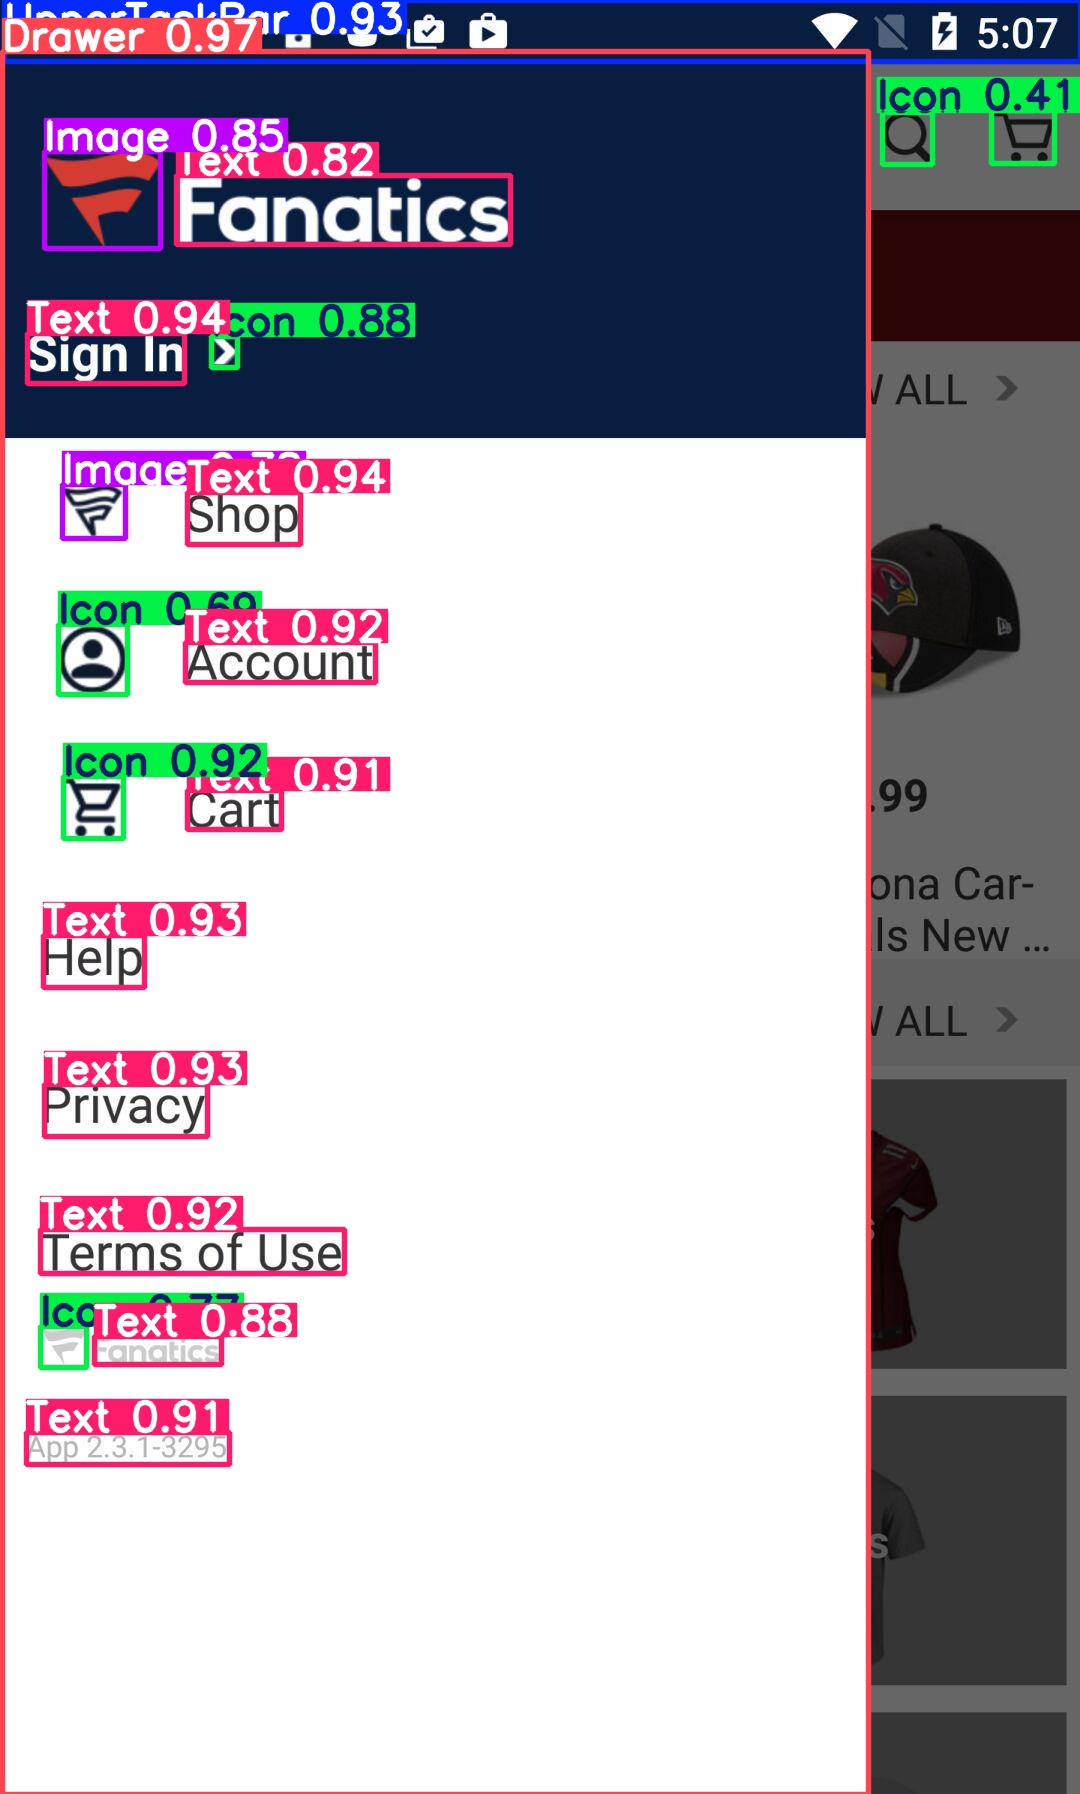 UpperTaskBar 0.93
Drawer 0.97
5:07
Icon 0.41
Image 0.85
Text 0.82
Fanatics
Text 0.94
Icon 0.88
Sign In
ALL
Image
Text 0.94
Shop
Icon 0.69
Text 0.92
Account
Icon 0.92
Text 0.91
Cart
.99
ona Car-
ls New ...
Text 0.93
Help
ALL
Text 0.93
Privacy
Text 0.92
Terms of Use
s
Icon 0.77
Text 0.88
Fanatics
Text 0.91
App 2.3.1-3295
s